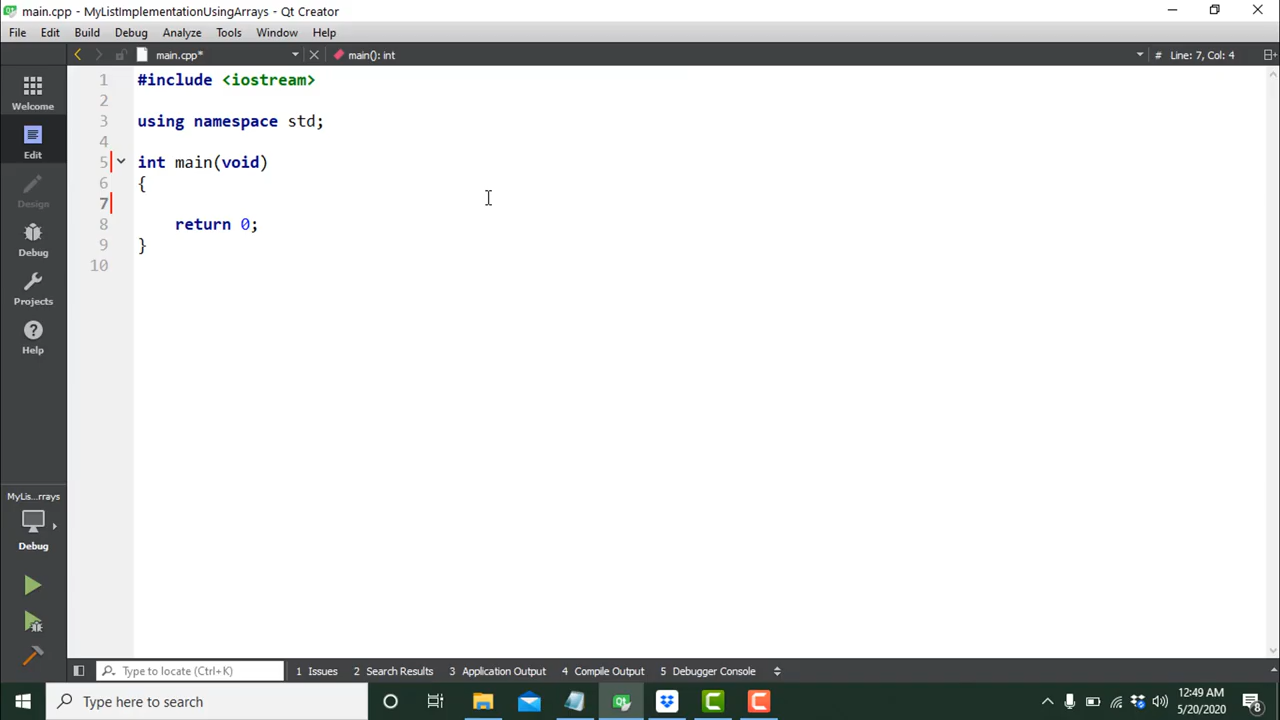 main.cpp - MyListImplementationUsingArrays - Qt Creator
File Edit Build Debug Analyze Tools Window Help
main.cpp* main(): int # Line: 7, Col: 4
1 #include <iostream>
2
3 using namespace std;
4
5 int main(void)
6 {
7
8 return 0;
9 }
10
Welcome
Edit
Design
Debug
Projects
Help
MyLis...rrays
Debug
Type to locate (Ctrl+K) 1 Issues 2 Search Results 3 Application Output 4 Compile Output 5 Debugger Console
Type here to search
12:49 AM
5/20/2020
8